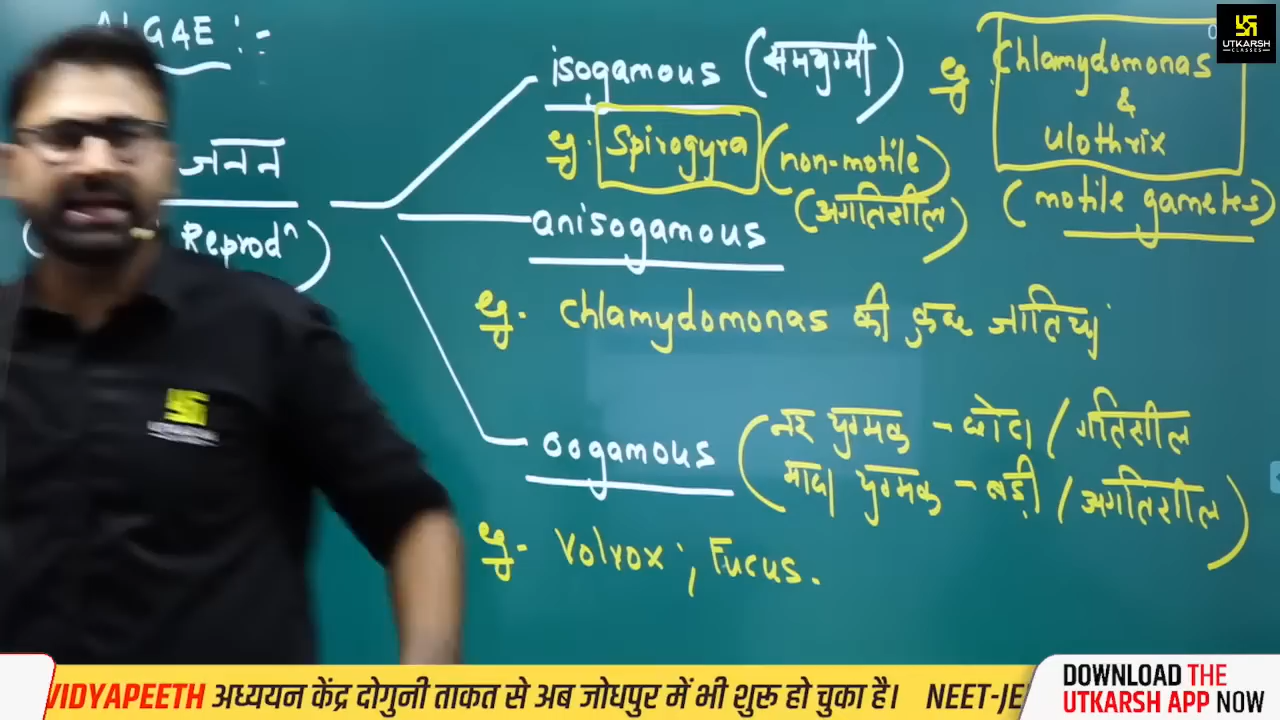 ALGAE :-
जनन
Reprodⁿ)
isogamous (समयुग्मी)
eg. Spirogyra (non-motile)
(अगतिशील)
eg. Chlamydomonas
&
Ulothrix
(motile gametes)
anisogamous
eg. Chlamydomonas की कुछ जातियां
oogamous (नर युग्मक - छोटा / गतिशील
मादा युग्मक - बड़ी / अगतिशील)
eg. Volvox ; Fucus.
UTKARSH
CLASSES
VIDYAPEETH अध्ययन केंद्र दोगुनी ताकत से अब जोधपुर में भी शुरू हो चुका है। NEET-JE
DOWNLOAD THE
UTKARSH APP NOW